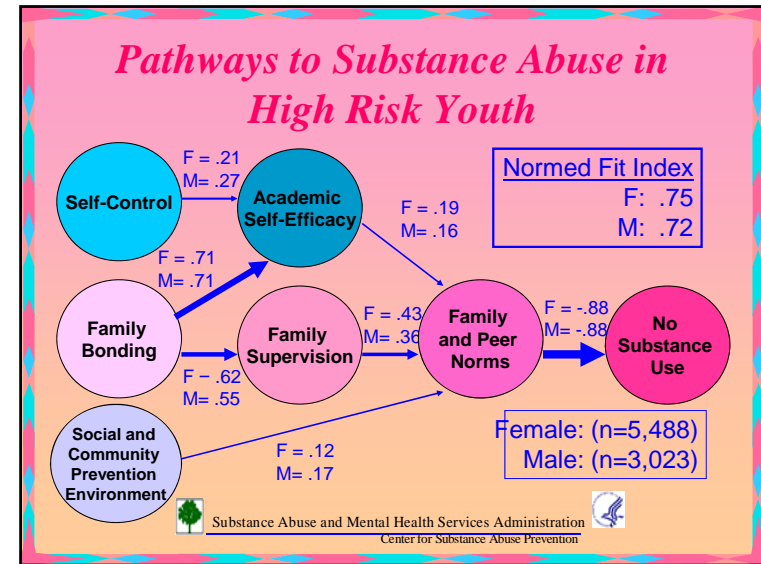 Pathways to Substance Abuse in
High Risk Youth
F = .21
M= .27
Self-Control
Academic
Self-Efficacy
F = .19
M= .16
Normed Fit Index
F: .75
M: .72
F = .71
M= .71
Family
Bonding
F – .62
M= .55
Family
Supervision
F = .43
M= .36
Family
and Peer
Norms
F = -.88
M= -.88
No
Substance
Use
Social and
Community
Prevention
Environment
F = .12
M= .17
Female: (n=5,488)
Male: (n=3,023)
Substance Abuse and Mental Health Services Administration
Center for Substance Abuse Prevention